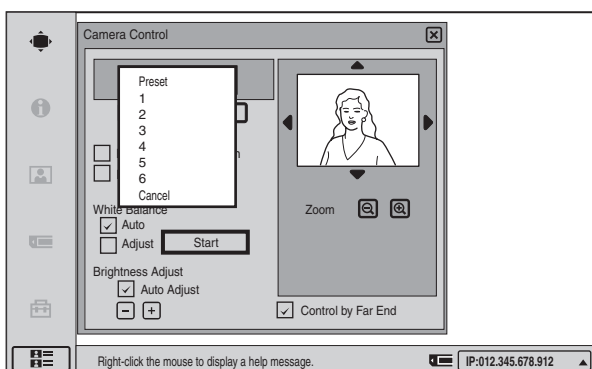 Camera Control
Preset
1
2
3
4
5
6
Cancel
White Balance
Auto
Adjust
Start
Brightness Adjust
Auto Adjust
Zoom
Control by Far End
Right-click the mouse to display a help message.
IP:012.345.678.912